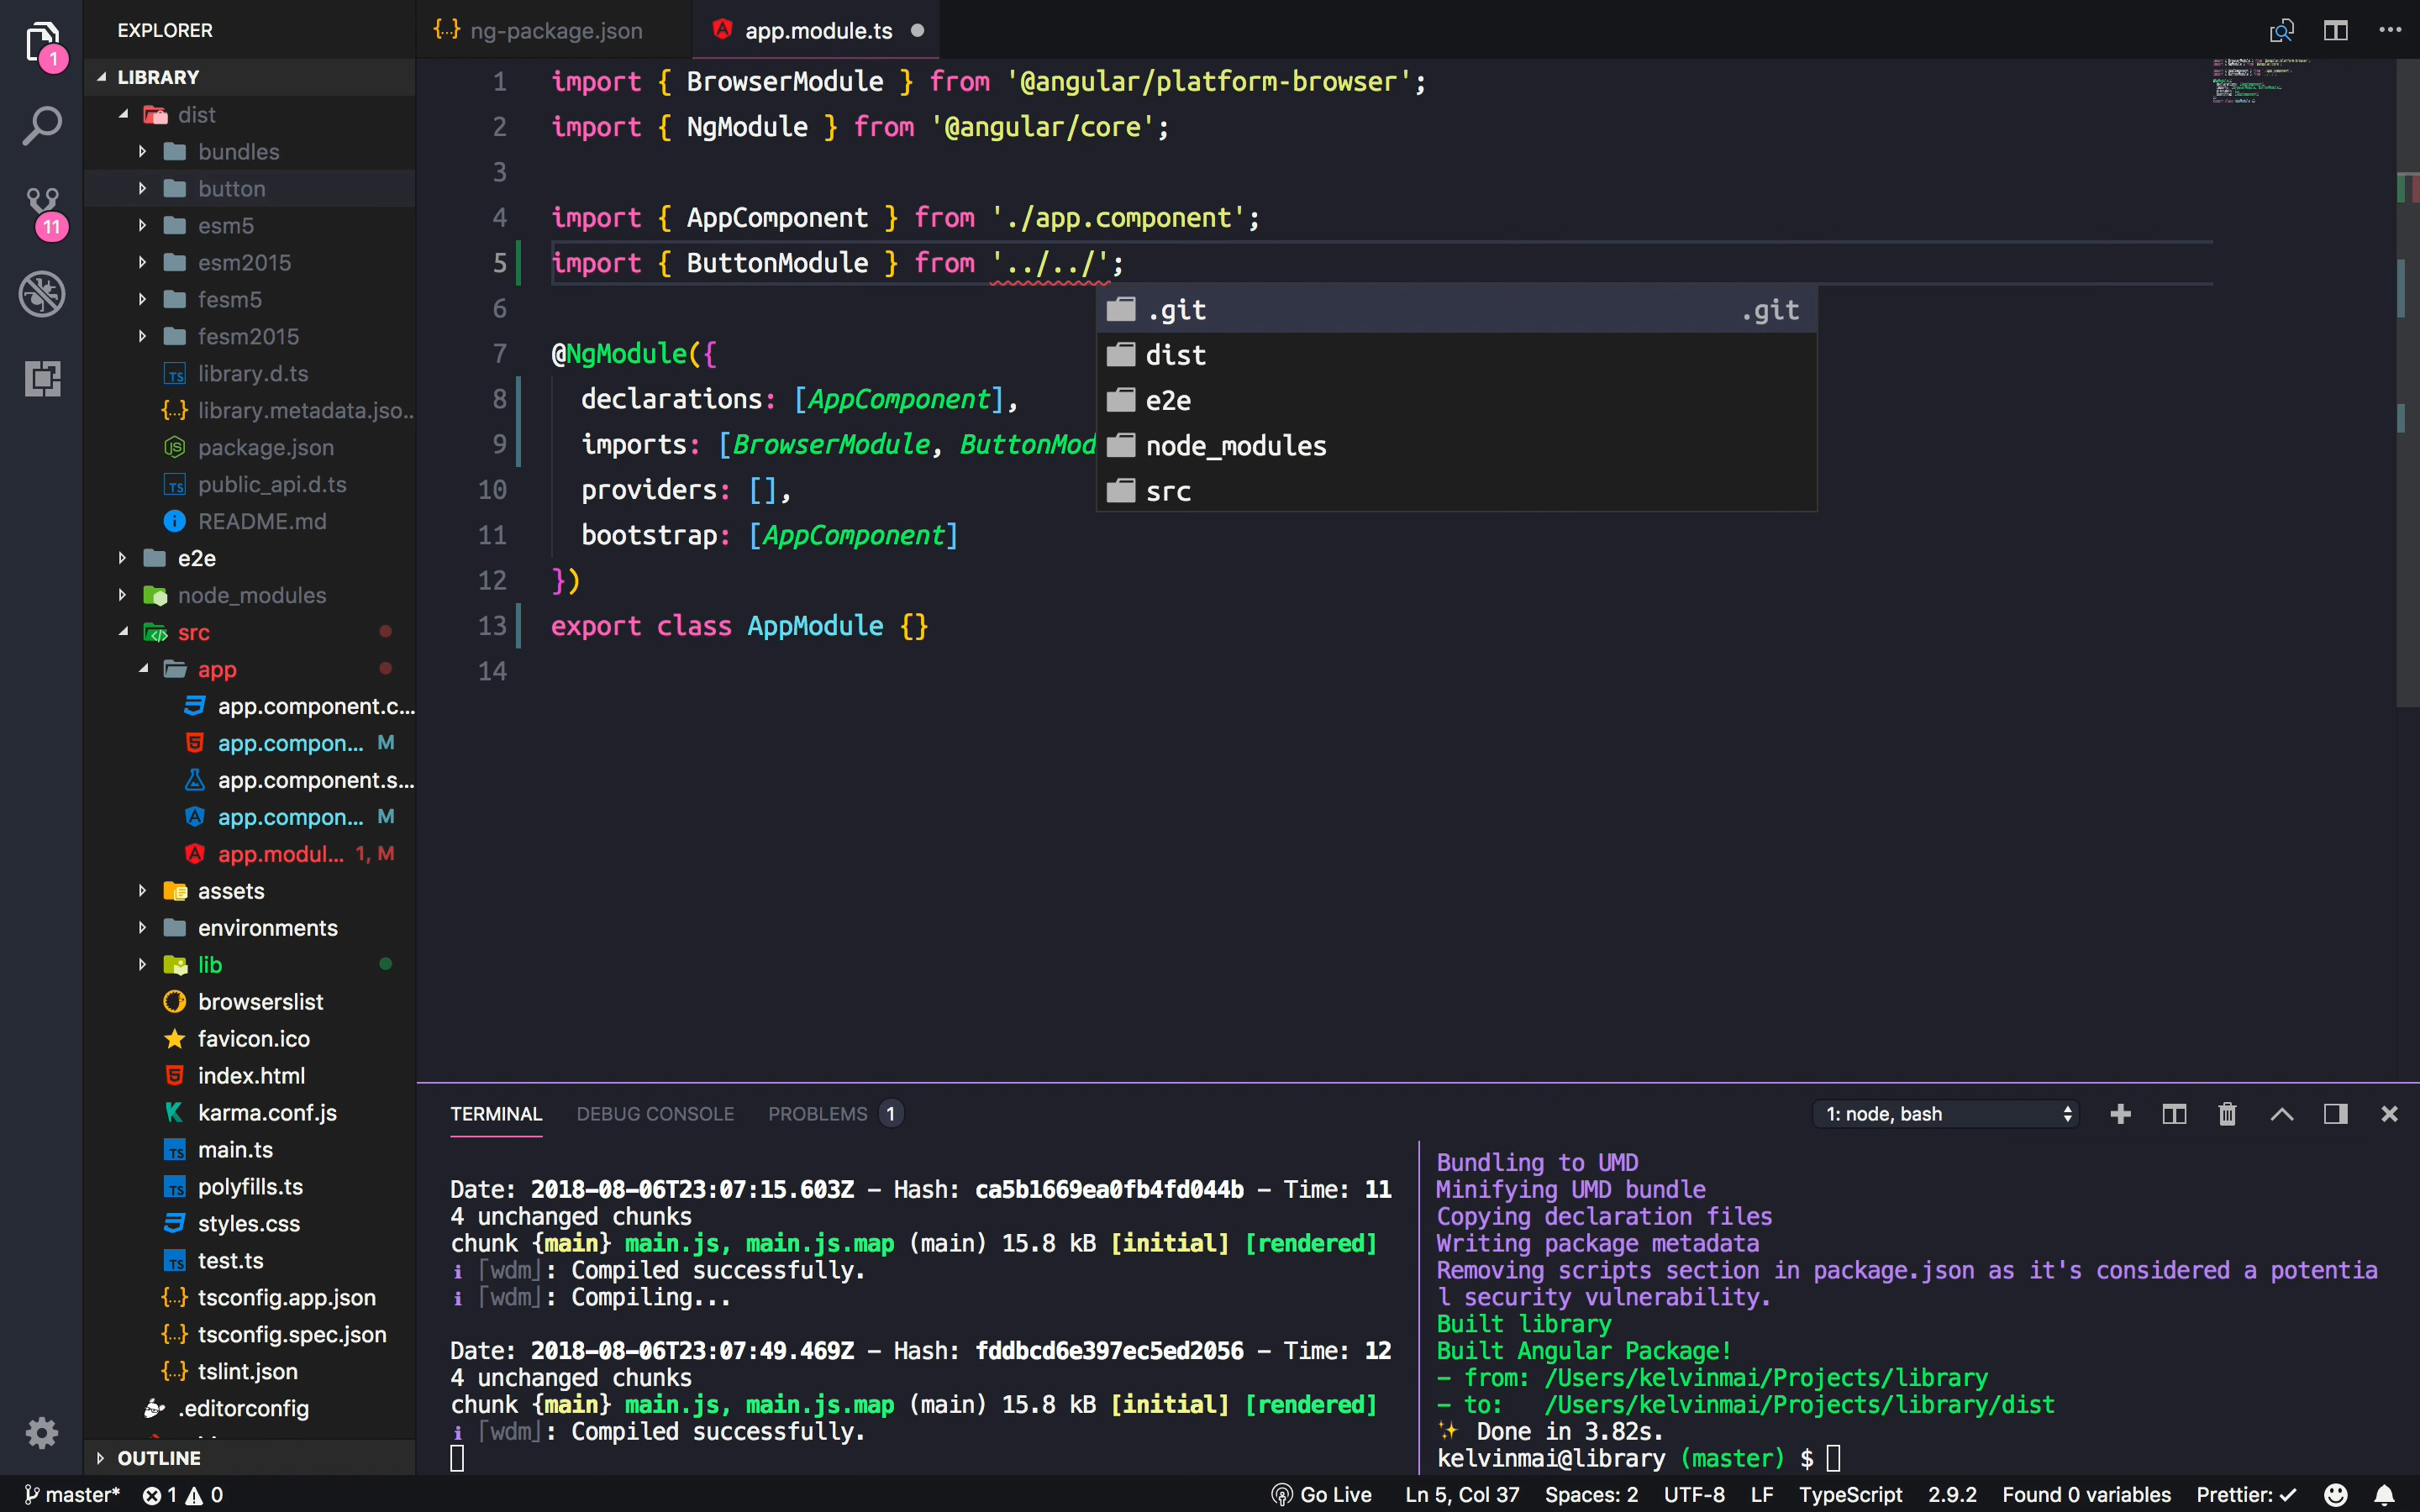 EXPLORER
LIBRARY
dist
bundles
button
esm5
esm2015
fesm5
fesm2015
library.d.ts
library.metadata.jso...
package.json
public_api.d.ts
README.md
e2e
node_modules
src
app
app.component.c...
app.compon... M
app.component.s...
app.compon... M
app.modul... 1, M
assets
environments
lib
browserslist
favicon.ico
index.html
karma.conf.js
main.ts
polyfills.ts
styles.css
test.ts
tsconfig.app.json
tsconfig.spec.json
tslint.json
.editorconfig
OUTLINE
1
11
ng-package.json
app.module.ts
1 import { BrowserModule } from '@angular/platform-browser';
2 import { NgModule } from '@angular/core';
3
4 import { AppComponent } from './app.component';
5 import { ButtonModule } from '../../';
6
7 @NgModule({
8 declarations: [AppComponent],
9 imports: [BrowserModule, ButtonMod
10 providers: [],
11 bootstrap: [AppComponent]
12 })
13 export class AppModule {}
14
.git .git
dist
e2e
node_modules
src
TERMINAL DEBUG CONSOLE PROBLEMS 1
1: node, bash
Date: 2018-08-06T23:07:15.603Z - Hash: ca5b1669ea0fb4fd044b - Time: 11
4 unchanged chunks
chunk {main} main.js, main.js.map (main) 15.8 kB [initial] [rendered]
ℹ ｢wdm｣: Compiled successfully.
ℹ ｢wdm｣: Compiling...
Date: 2018-08-06T23:07:49.469Z - Hash: fddbcd6e397ec5ed2056 - Time: 12
4 unchanged chunks
chunk {main} main.js, main.js.map (main) 15.8 kB [initial] [rendered]
ℹ ｢wdm｣: Compiled successfully.
Bundling to UMD
Minifying UMD bundle
Copying declaration files
Writing package metadata
Removing scripts section in package.json as it's considered a potentia
l security vulnerability.
Built library
Built Angular Package!
- from: /Users/kelvinmai/Projects/library
- to: /Users/kelvinmai/Projects/library/dist
✨ Done in 3.82s.
kelvinmai@library (master) $
master* 1 0 Go Live Ln 5, Col 37 Spaces: 2 UTF-8 LF TypeScript 2.9.2 Found 0 variables Prettier: ✓